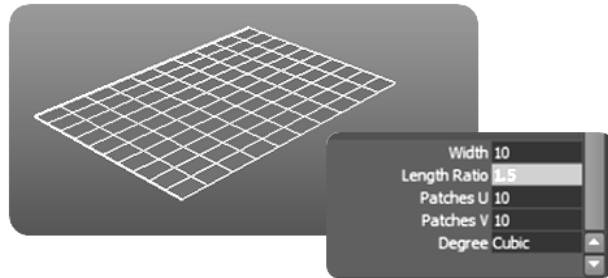 Width 10
Length Ratio 1.5
Patches U 10
Patches V 10
Degree Cubic